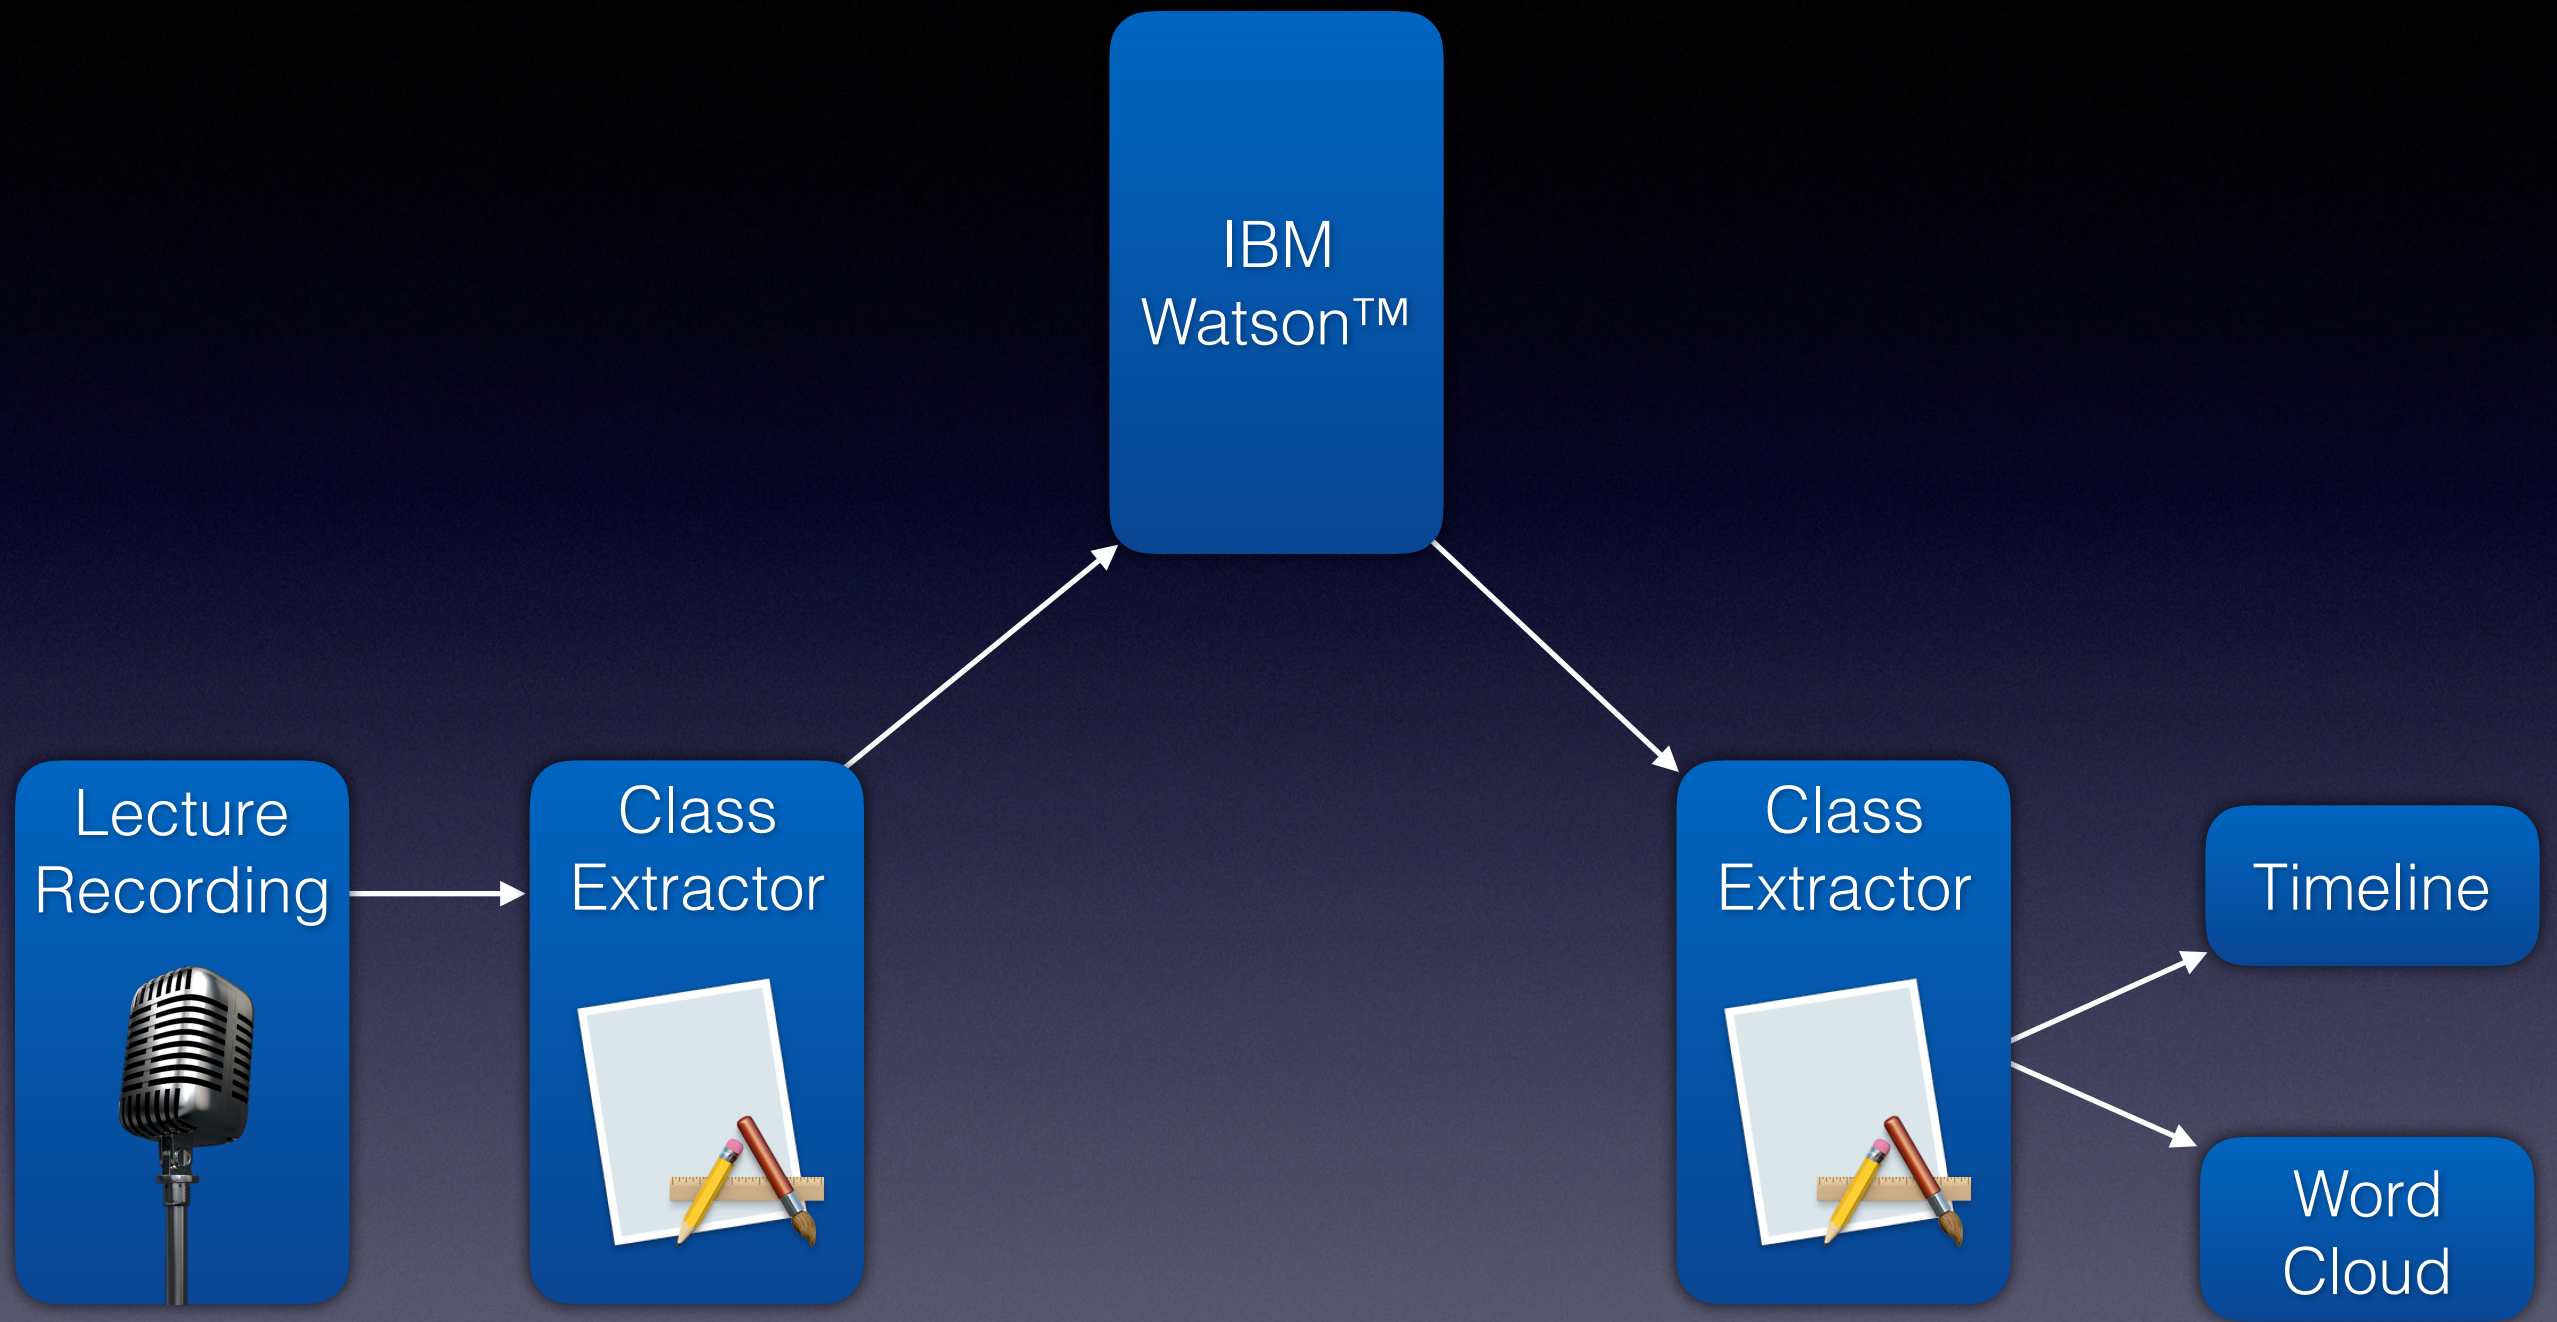 IBM
Watson™
Lecture
Recording
Class
Extractor
Class
Extractor
Timeline
Word
Cloud